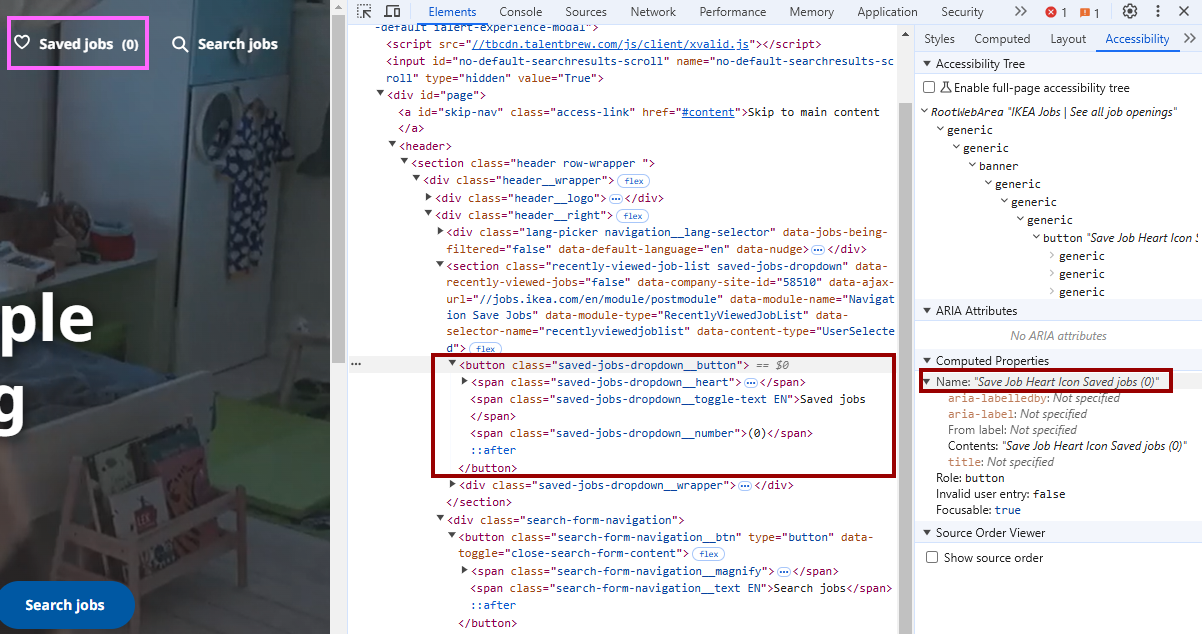 Saved jobs (0)
Search jobs
ple
g
Search jobs
Elements Console Sources Network Performance Memory Application Security 1 1
-default ialert-experience-modal">
<script src="//tbcdn.talentbrew.com/js/client/xvalid.js"></script>
<input id="no-default-searchresults-scroll" name="no-default-searchresults-sc
roll" type="hidden" value="True">
<div id="page">
<a id="skip-nav" class="access-link" href="#content">Skip to main content
</a>
<header>
<section class="header row-wrapper ">
<div class="header__wrapper"> flex
<div class="header__logo"> … </div>
<div class="header__right"> flex
<div class="lang-picker navigation__lang-selector" data-jobs-being-
filtered="false" data-default-language="en" data-nudge> … </div>
<section class="recently-viewed-job-list saved-jobs-dropdown" data-
recently-viewed-jobs="false" data-company-site-id="58510" data-ajax-
url="//jobs.ikea.com/en/module/postmodule" data-module-name="Navigat
ion Save Jobs" data-module-type="RecentlyViewedJobList" data-
selector-name="recentlyviewedjoblist" data-content-type="UserSelecte
d"> flex
… <button class="saved-jobs-dropdown__button"> == $0
<span class="saved-jobs-dropdown__heart"> … </span>
<span class="saved-jobs-dropdown__toggle-text EN">Saved jobs
</span>
<span class="saved-jobs-dropdown__number">(0)</span>
::after
</button>
<div class="saved-jobs-dropdown__wrapper"> … </div>
</section>
<div class="search-form-navigation">
<button class="search-form-navigation__btn" type="button" data-
toggle="close-search-form-content"> flex
<span class="search-form-navigation__magnify"> … </span>
<span class="search-form-navigation__text EN">Search jobs</span>
::after
</button>
Styles Computed Layout Accessibility
Accessibility Tree
Enable full-page accessibility tree
RootWebArea "IKEA Jobs | See all job openings"
generic
generic
banner
generic
generic
generic
button "Save Job Heart Icon S
generic
generic
generic
ARIA Attributes
No ARIA attributes
Computed Properties
Name: "Save Job Heart Icon Saved jobs (0)"
aria-labelledby: Not specified
aria-label: Not specified
From label: Not specified
Contents: "Save Job Heart Icon Saved jobs (0)"
title: Not specified
Role: button
Invalid user entry: false
Focusable: true
Source Order Viewer
Show source order